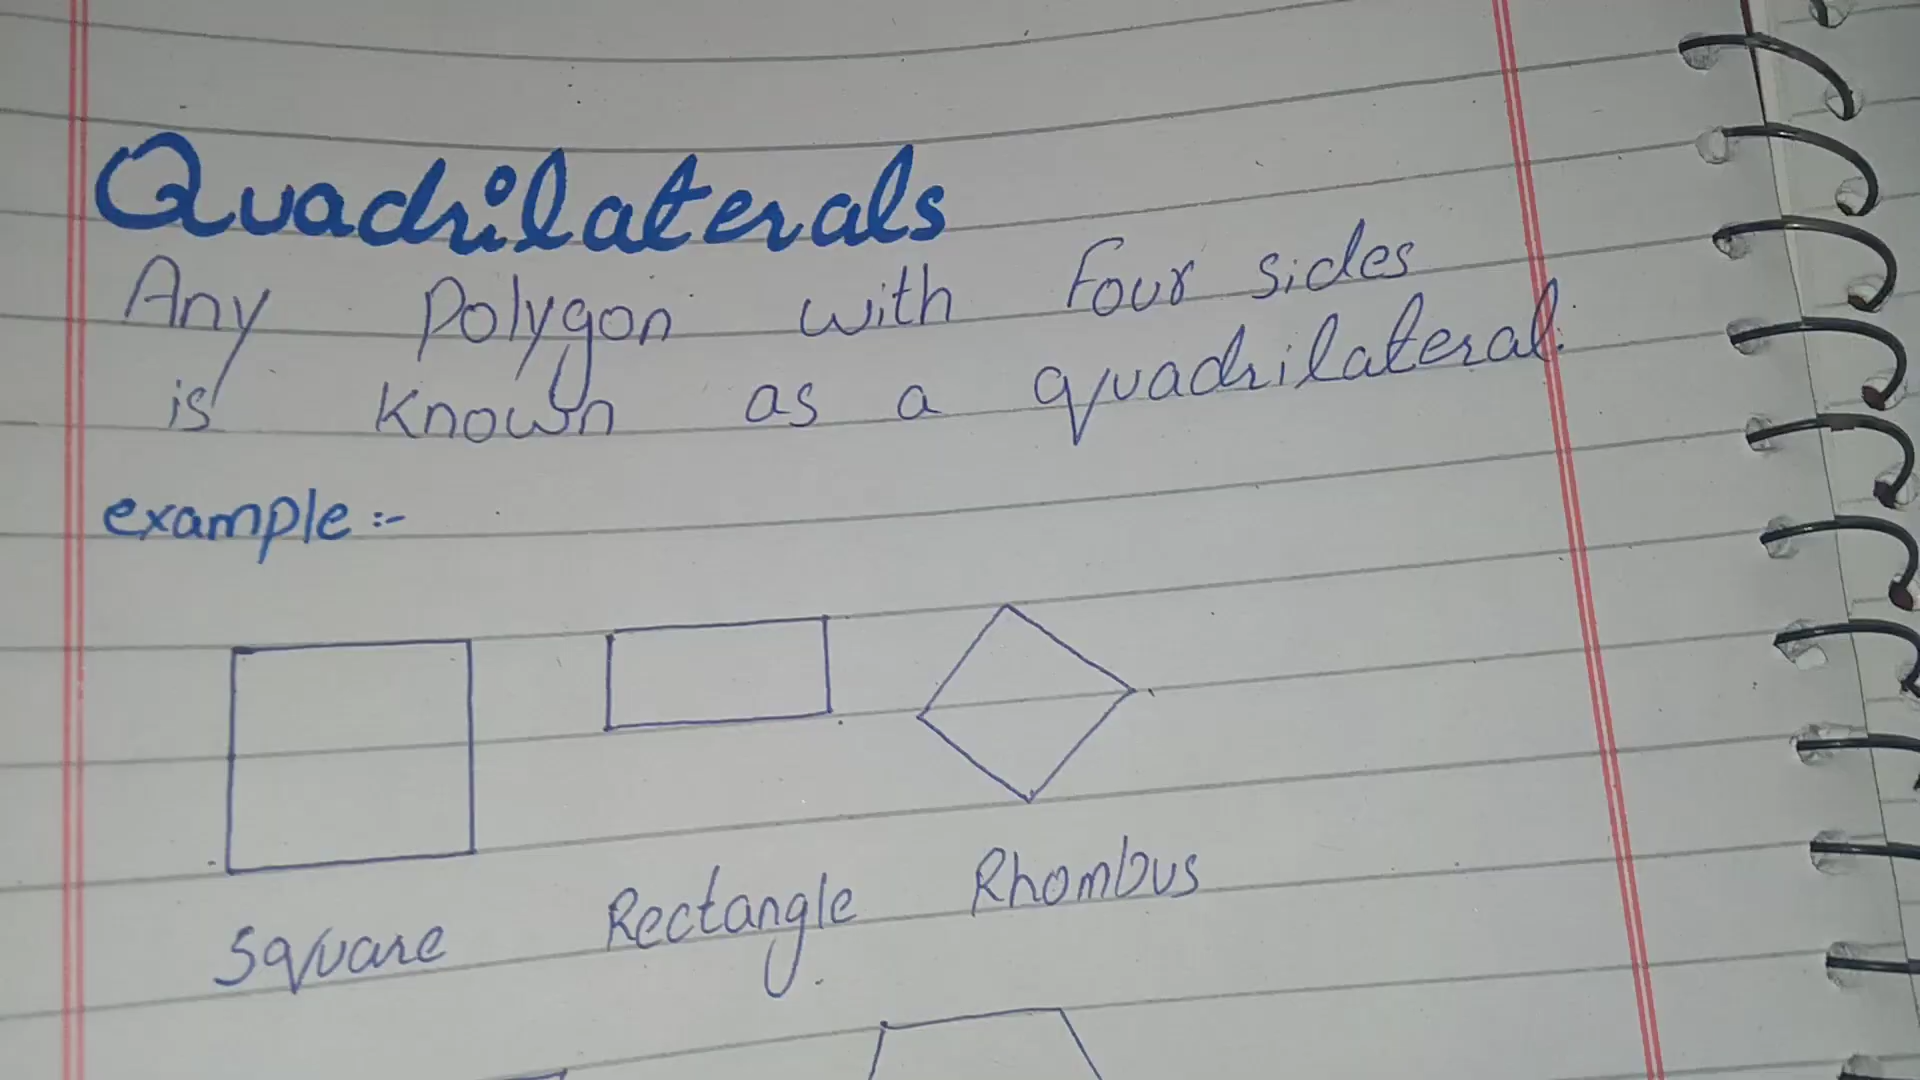 Quadrilaterals
Any Polygon with Four sides
is known as a quadrilateral.
example :-
Square Rectangle Rhombus